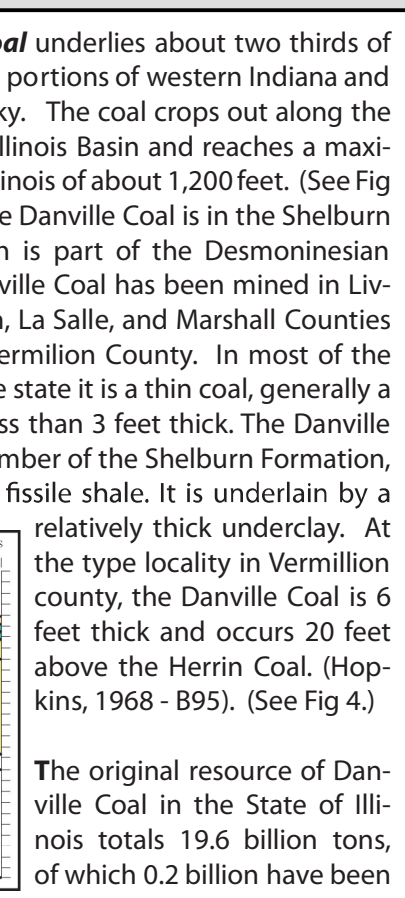 oal underlies about two thirds of
portions of western Indiana and
ky. The coal crops out along the
llinois Basin and reaches a maxi-
inois of about 1,200 feet. (See Fig
e Danville Coal is in the Shelburn
n is part of the Desmoninesian
ville Coal has been mined in Liv-
n, La Salle, and Marshall Counties
ermilion County. In most of the
e state it is a thin coal, generally a
ss than 3 feet thick. The Danville
mber of the Shelburn Formation,
fissile shale. It is underlain by a
relatively thick underclay. At
the type locality in Vermillion
county, the Danville Coal is 6
feet thick and occurs 20 feet
above the Herrin Coal. (Hop-
kins, 1968 - B95). (See Fig 4.)
The original resource of Dan-
ville Coal in the State of Illi-
nois totals 19.6 billion tons,
of which 0.2 billion have been